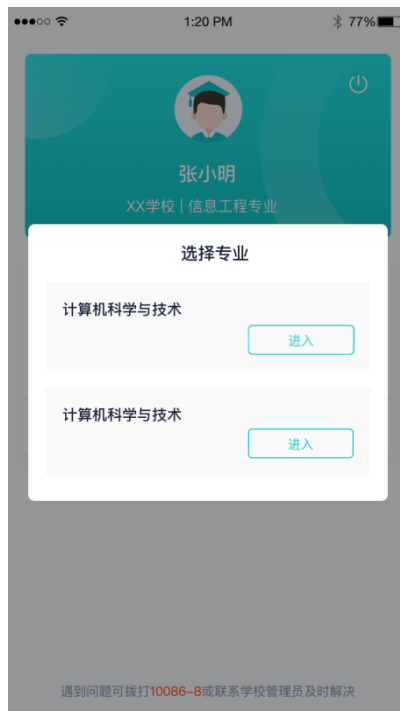 1:20 PM 77%
张小明
XX学校 | 信息工程专业
选择专业
计算机科学与技术
进入
计算机科学与技术
进入
遇到问题可拨打10086-8或联系学校管理员及时解决